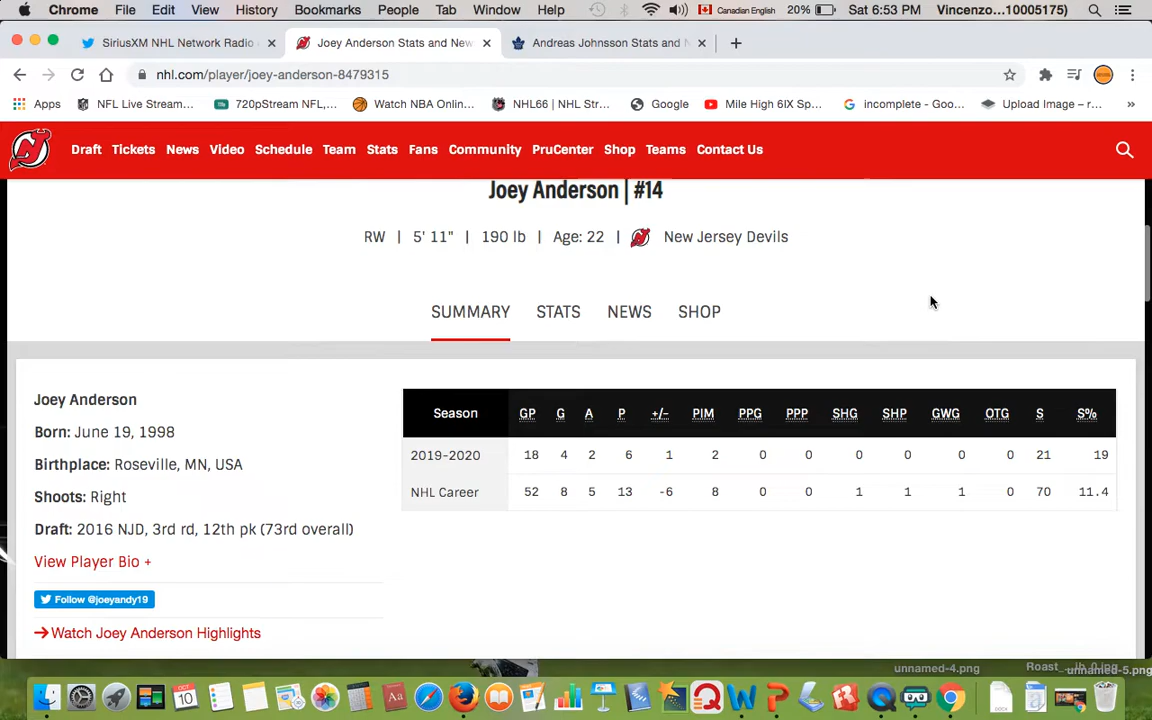 Chrome File Edit View History Bookmarks People Tab Window Help Canadian English 20% Sat 6:53 PM Vincenzo...10005175)
SiriusXM NHL Network Radio Joey Anderson Stats and New Andreas Johnsson Stats and N
nhl.com/player/joey-anderson-8479315
Apps NFL Live Stream... 720pStream NFL,... Watch NBA Onlin... NHL66 | NHL Str... Google Mile High 6IX Sp... incomplete - Goo... Upload Image – r... »
Draft Tickets News Video Schedule Team Stats Fans Community PruCenter Shop Teams Contact Us
Joey Anderson | #14
RW | 5' 11" | 190 lb | Age: 22 | New Jersey Devils
SUMMARY STATS NEWS SHOP
Joey Anderson
Born: June 19, 1998
Birthplace: Roseville, MN, USA
Shoots: Right
Draft: 2016 NJD, 3rd rd, 12th pk (73rd overall)
View Player Bio +
Follow @joeyandy19
Watch Joey Anderson Highlights
Season GP G A P +/- PIM PPG PPP SHG SHP GWG OTG S S%
2019-2020 18 4 2 6 1 2 0 0 0 0 0 0 21 19
NHL Career 52 8 5 13 -6 8 0 0 1 1 1 0 70 11.4
unnamed-4.png
unnamed-5.png
OCT
10